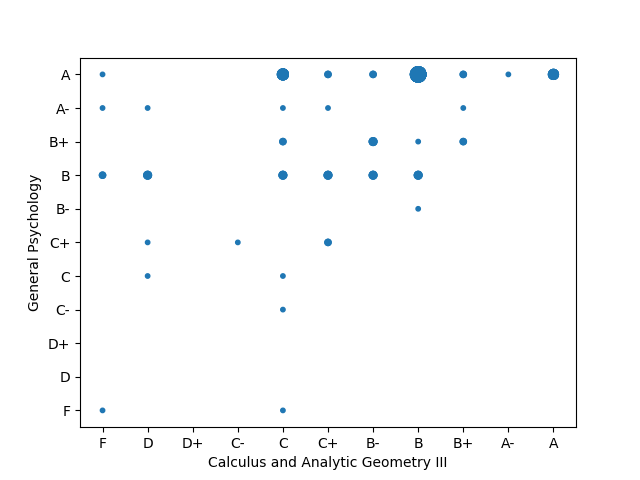 A
A-
B+
B
B-
C+
C
C-
D+
D
F
General Psychology
F D D+ C- C C+ B- B B+ A- A
Calculus and Analytic Geometry III